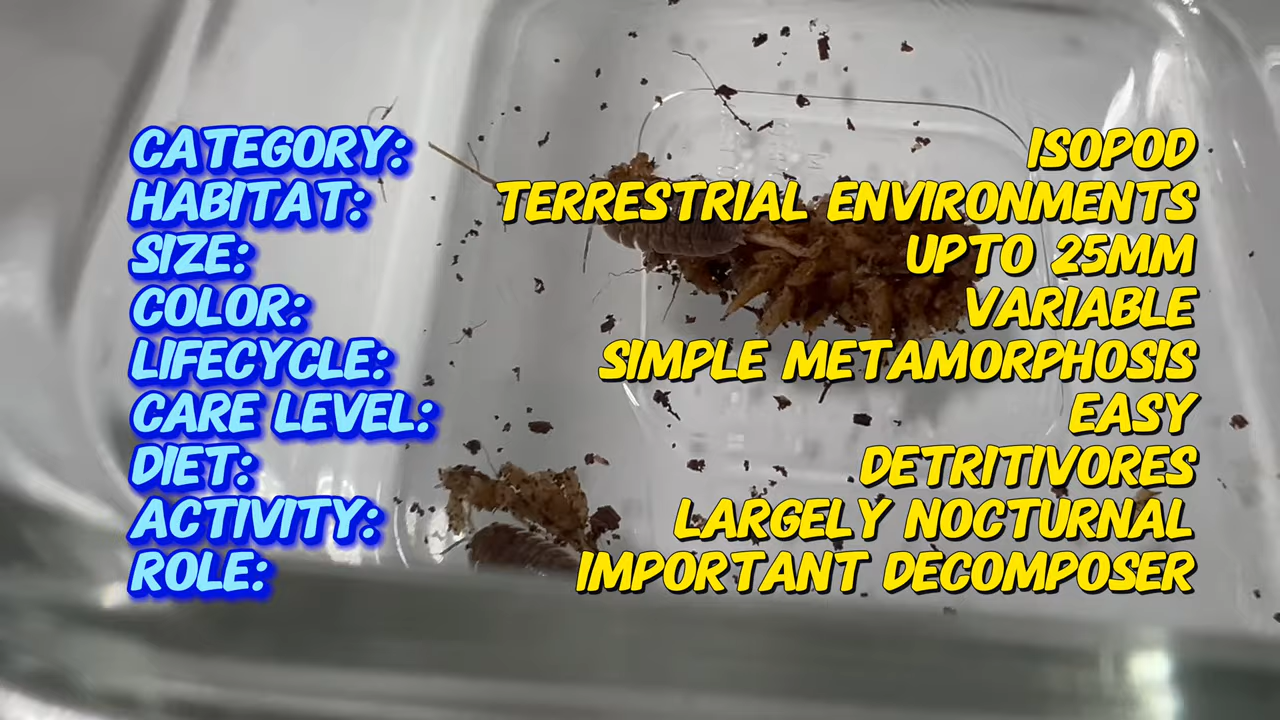 CATEGORY: ISOPOD
HABITAT: TERRESTRIAL ENVIRONMENTS
SIZE: UPTO 25MM
COLOR: VARIABLE
LIFECYCLE: SIMPLE METAMORPHOSIS
CARE LEVEL: EASY
DIET: DETRITIVORES
ACTIVITY: LARGELY NOCTURNAL
ROLE: IMPORTANT DECOMPOSER